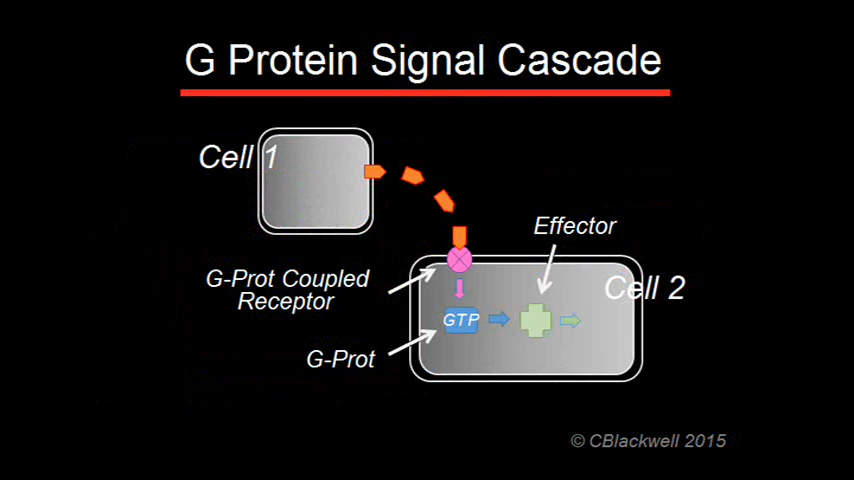 G Protein Signal Cascade
Cell 1
Effector
G-Prot Coupled
Receptor
Cell 2
GTP
G-Prot
© CBlackwell 2015